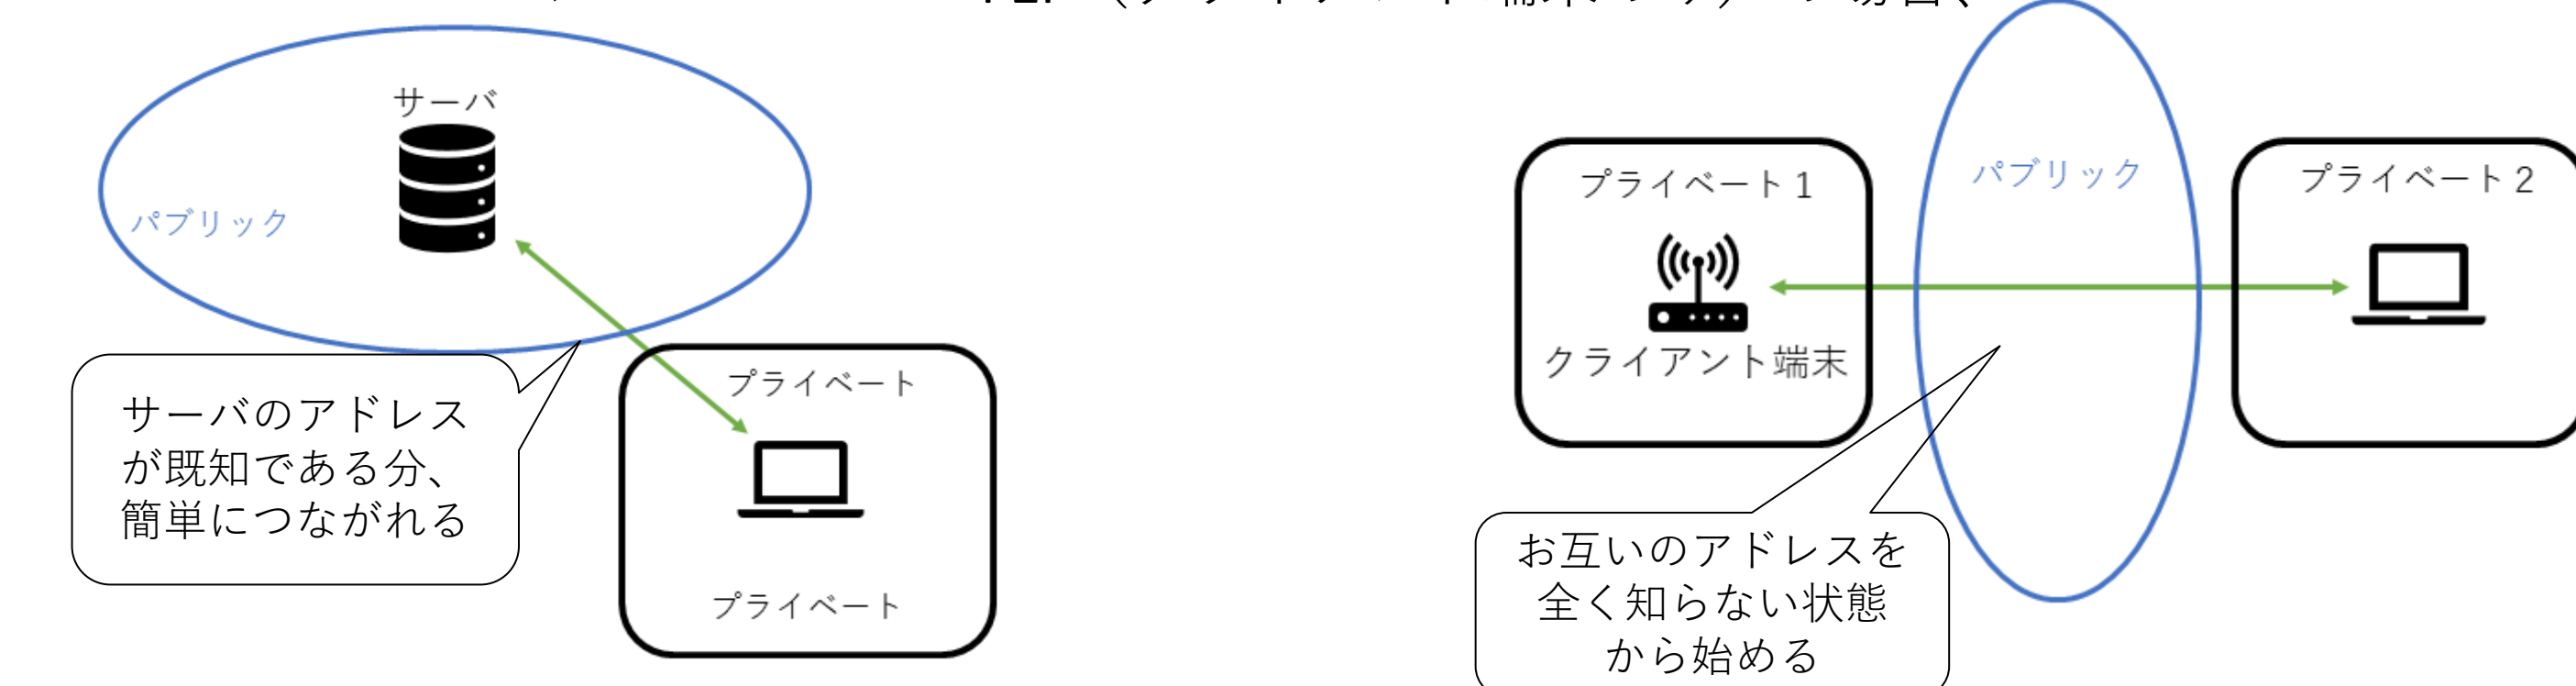 サーバ
パブリック
サーバのアドレス
が既知である分、
簡単につながれる
プライベート
プライベート
プライベート1
クライアント端末
パブリック
プライベート2
お互いのアドレスを
全く知らない状態
から始める